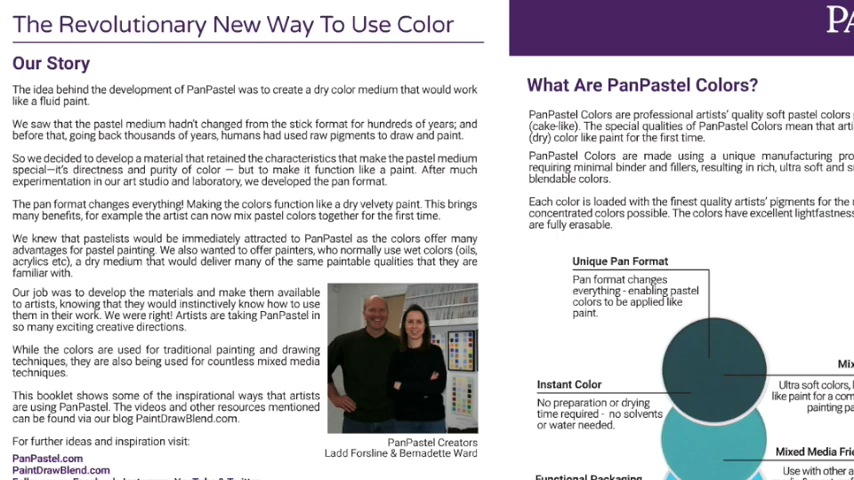 The Revolutionary New Way To Use Color
Our Story
The idea behind the development of PanPastel was to create a dry color medium that would work
like a fluid paint.
We saw that the pastel medium hadn't changed from the stick format for hundreds of years; and
before that, going back thousands of years, humans had used raw pigments to draw and paint.
So we decided to develop a material that retained the characteristics that make the pastel medium
special—it's directness and purity of color — but to make it function like a paint. After much
experimentation in our art studio and laboratory, we developed the pan format.
The pan format changes everything! Making the colors function like a dry velvety paint. This brings
many benefits, for example the artist can now mix pastel colors together for the first time.
We knew that pastelists would be immediately attracted to PanPastel as the colors offer many
advantages for pastel painting. We also wanted to offer painters, who normally use wet colors (oils,
acrylics etc), a dry medium that would deliver many of the same paintable qualities that they are
familiar with.
Our job was to develop the materials and make them available
to artists, knowing that they would instinctively know how to use
them in their work. We were right! Artists are taking PanPastel in
so many exciting creative directions.
While the colors are used for traditional painting and drawing
techniques, they are also being used for countless mixed media
techniques.
This booklet shows some of the inspirational ways that artists
are using PanPastel. The videos and other resources mentioned
can be found via our blog PaintDrawBlend.com.
For further ideas and inspiration visit:
PanPastel.com
PaintDrawBlend.com
PanPastel Creators
Ladd Forsline & Bernadette Ward
What Are PanPastel Colors?
PanPastel Colors are professional artists' quality soft pastel colors
(cake-like). The special qualities of PanPastel Colors mean that
(dry) color like paint for the first time.
PanPastel Colors are made using a unique manufacturing
requiring minimal binder and fillers, resulting in rich, ultra soft and
blendable colors.
Each color is loaded with the finest quality artists' pigments for the
concentrated colors possible. The colors have excellent lightfastness
are fully erasable.
Unique Pan Format
Pan format changes
everything - enabling pastel
colors to be applied like
paint.
Instant Color
No preparation or drying
time required - no solvents
or water needed.
Ultra soft colors,
like paint for a
painting
Mixed Media
Use with other
Functional Packaging